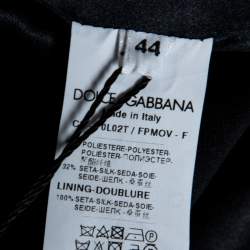 44
DOLCE&GABBANA
Made in Italy
0L02T / FPMOV - F
POLIESTERE-POLYESTER-
POLYESTER-ПОЛИЭСТЕР-
SETA-SILK-SEDA-SOIE-
SEIDE-ШЕЛК-
LINING-DOUBLURE
100% SETA-SILK-SEDA-SOIE-
SEIDE-ШЕЛК-